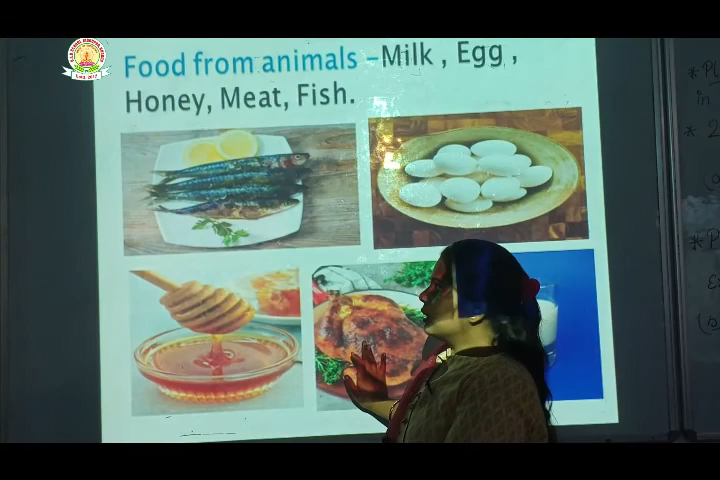 Food from animals – Milk , Egg ,
Honey, Meat, Fish.